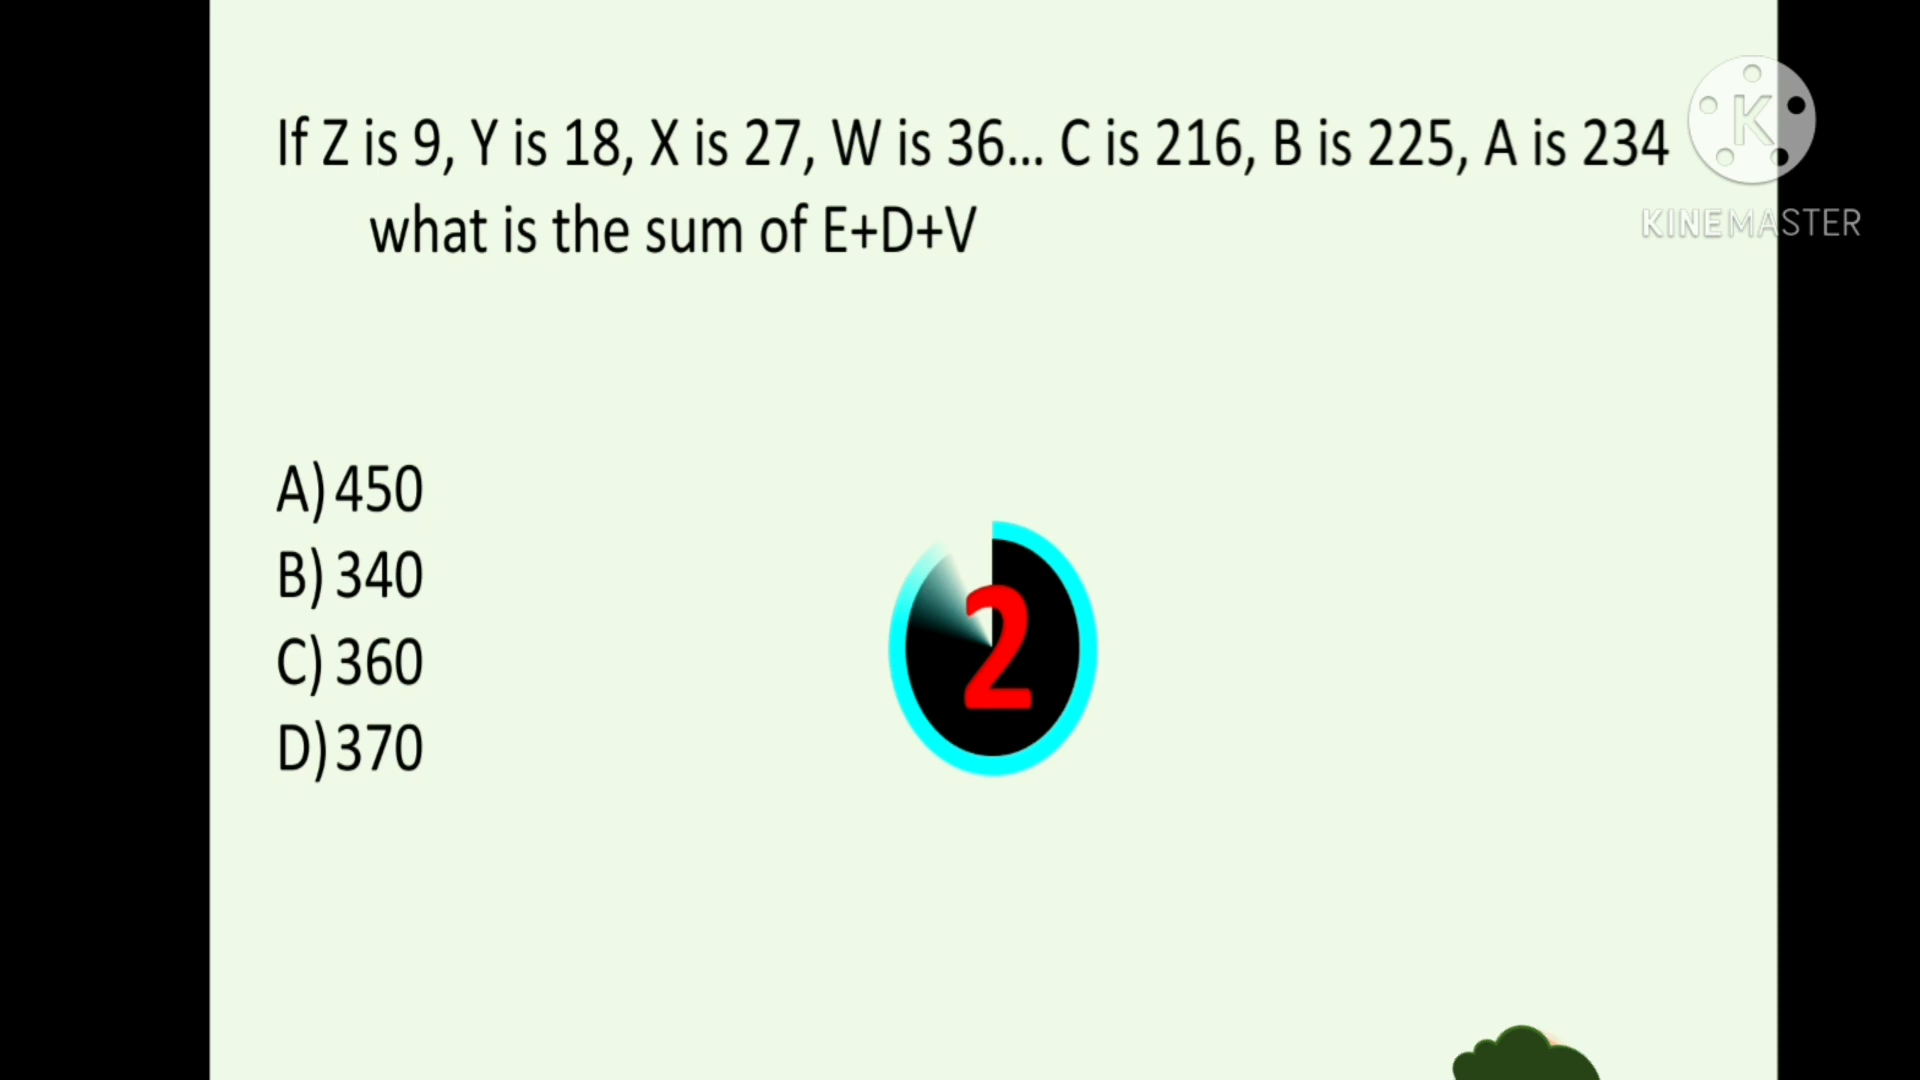 If Z is 9, Y is 18, X is 27, W is 36... C is 216, B is 225, A is 234
what is the sum of E+D+V
A) 450
B) 340
C) 360
D) 370
2
K
KINEMASTER